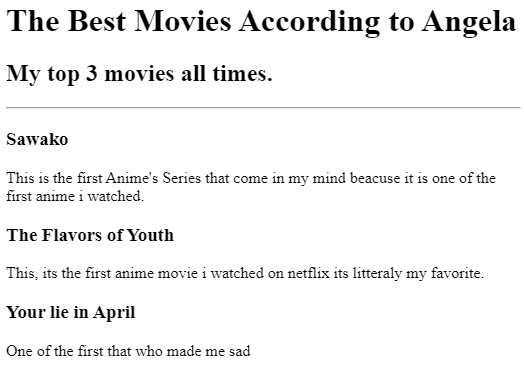 The Best Movies According to Angela
My top 3 movies all times.
Sawako
This is the first Anime's Series that come in my mind beacuse it is one of the
first anime i watched.
The Flavors of Youth
This, its the first anime movie i watched on netflix its litteraly my favorite.
Your lie in April
One of the first that who made me sad